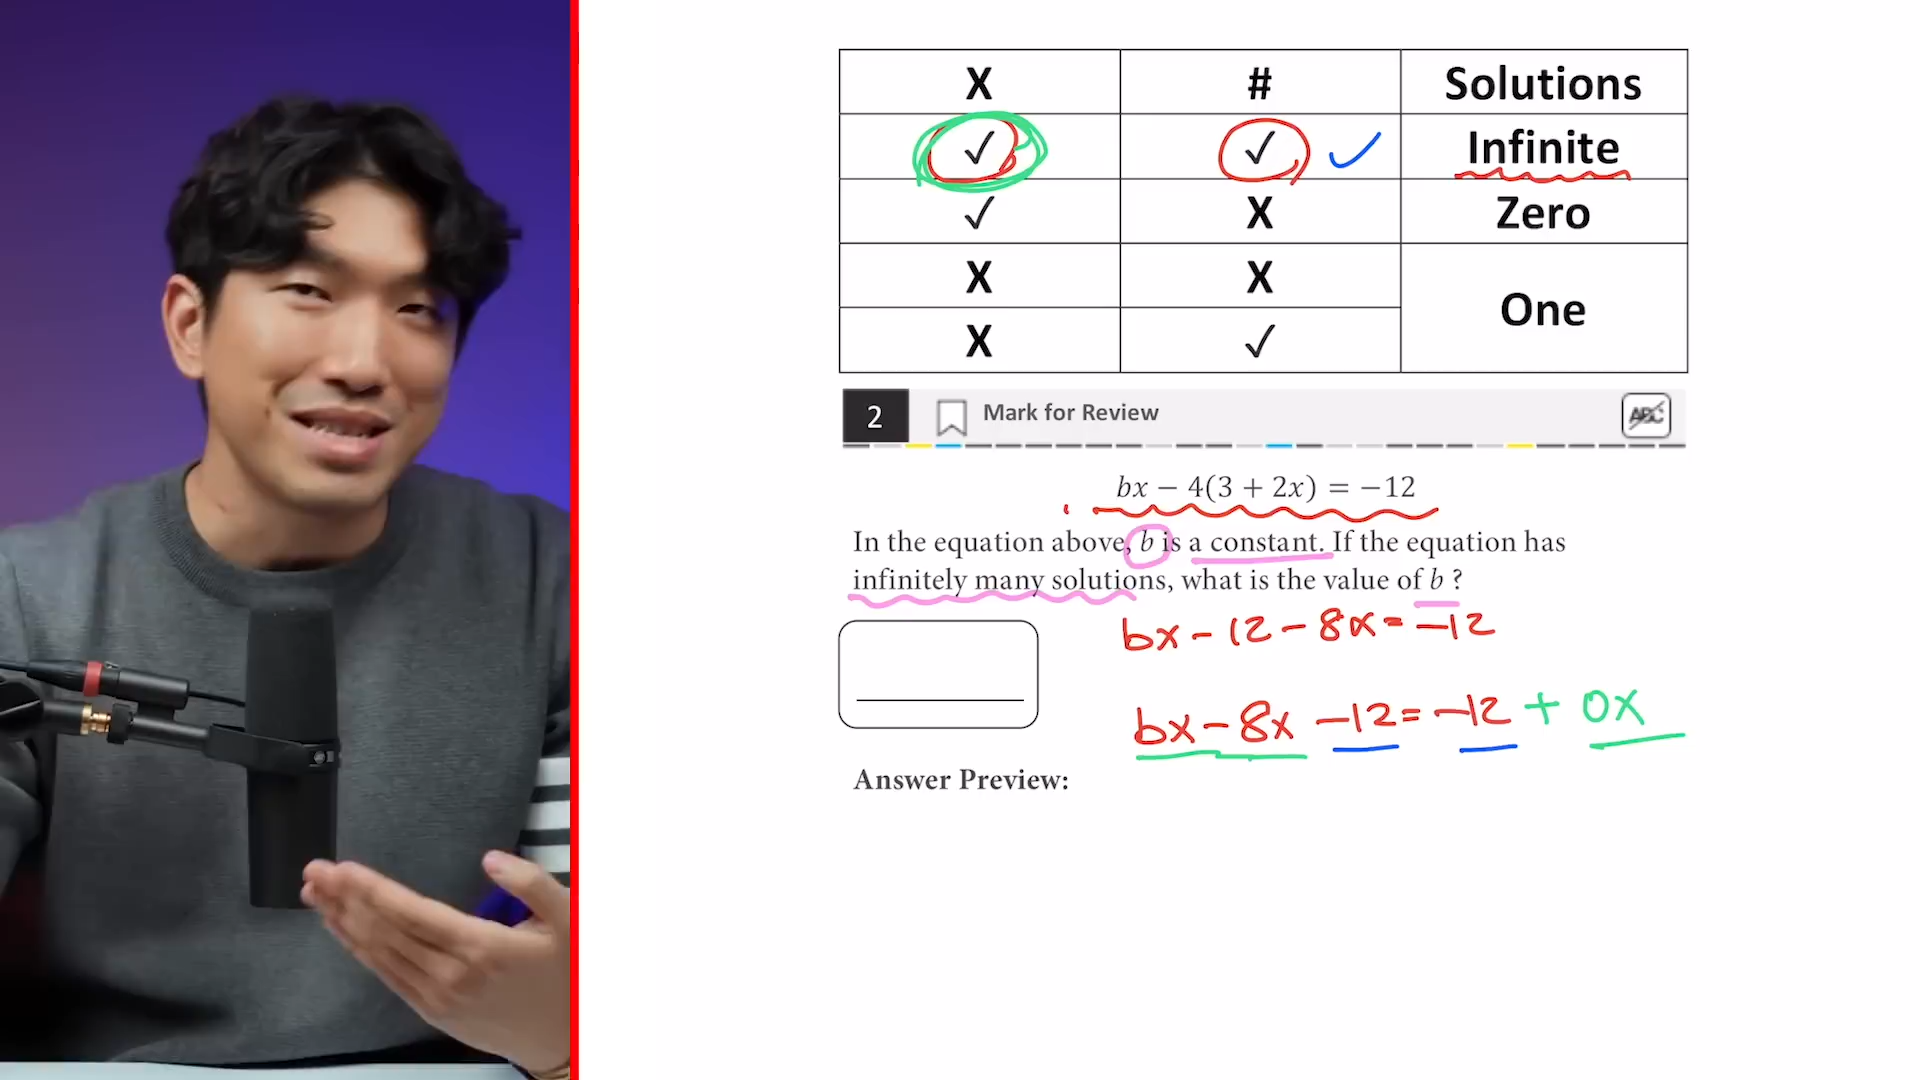 X # Solutions
✓ ✓ ✓ Infinite
✓ X Zero
X X One
X ✓
2 Mark for Review ABC
bx − 4(3 + 2x) = −12
In the equation above, b is a constant. If the equation has
infinitely many solutions, what is the value of b ?
bx - 12 - 8x = -12
bx - 8x - 12 = -12 + 0x
Answer Preview: